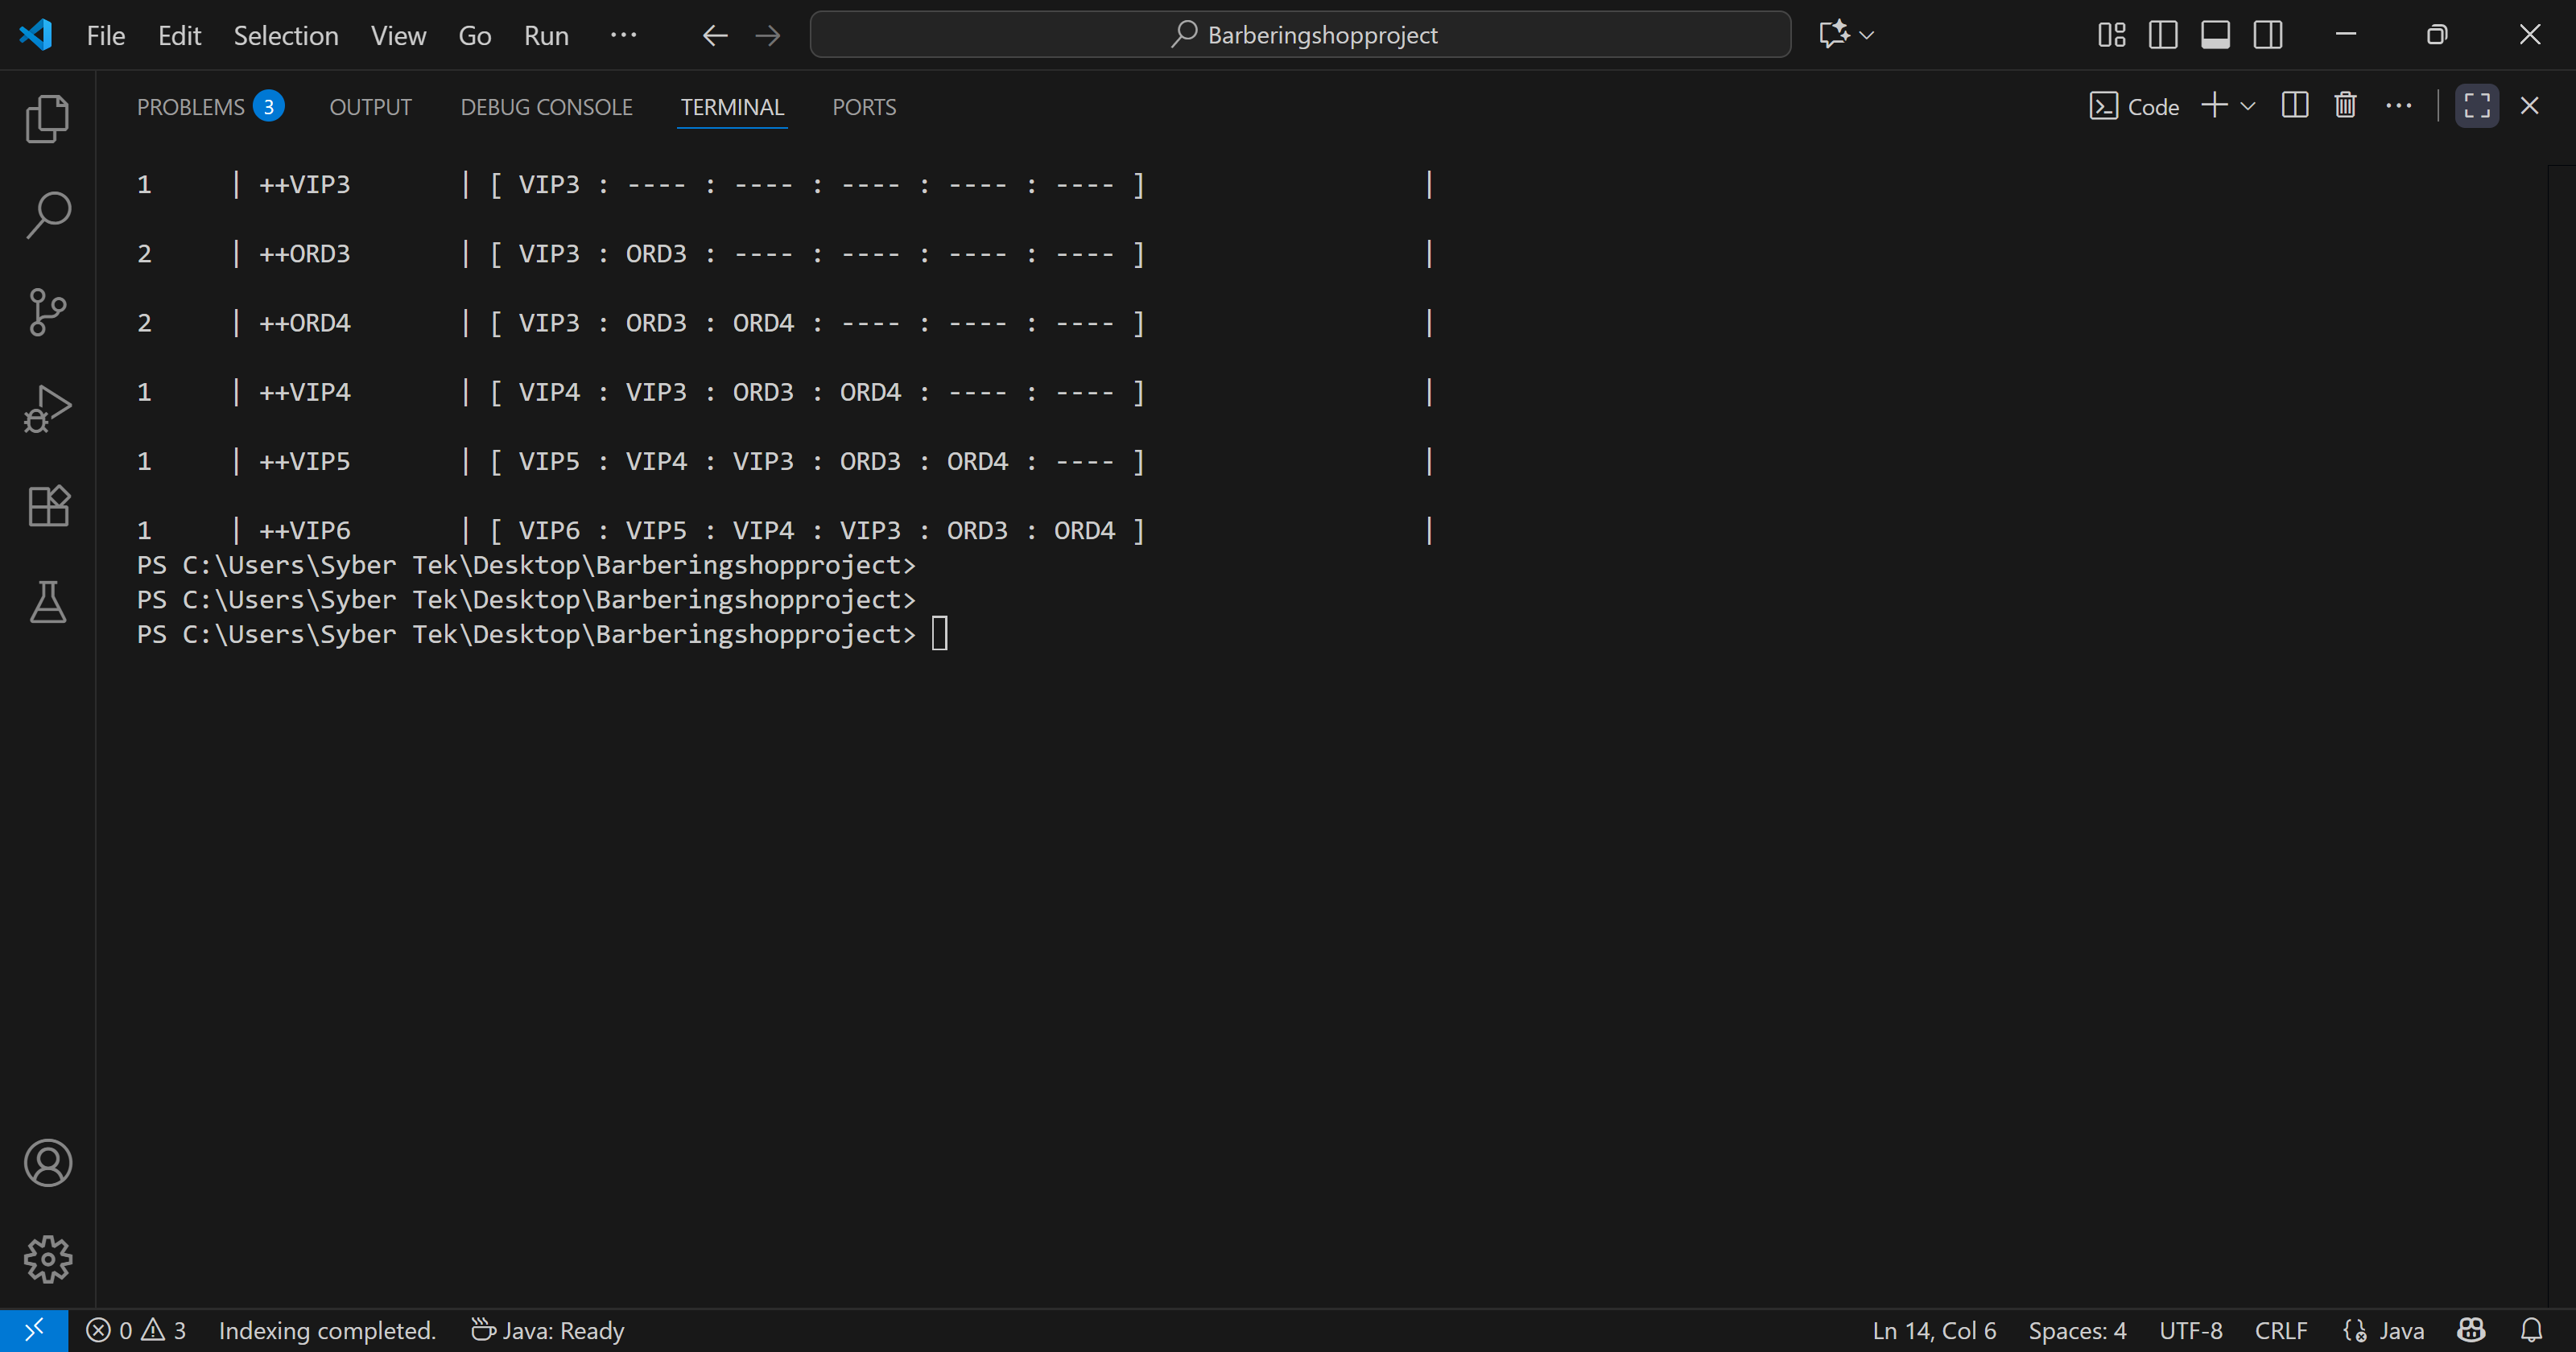 File Edit Selection View Go Run ··· Barberingshopproject
PROBLEMS 3 OUTPUT DEBUG CONSOLE TERMINAL PORTS Code
1 | ++VIP3 | [ VIP3 : ---- : ---- : ---- : ---- : ---- ] |
2 | ++ORD3 | [ VIP3 : ORD3 : ---- : ---- : ---- : ---- ] |
2 | ++ORD4 | [ VIP3 : ORD3 : ORD4 : ---- : ---- : ---- ] |
1 | ++VIP4 | [ VIP4 : VIP3 : ORD3 : ORD4 : ---- : ---- ] |
1 | ++VIP5 | [ VIP5 : VIP4 : VIP3 : ORD3 : ORD4 : ---- ] |
1 | ++VIP6 | [ VIP6 : VIP5 : VIP4 : VIP3 : ORD3 : ORD4 ] |
PS C:\Users\Syber Tek\Desktop\Barberingshopproject>
PS C:\Users\Syber Tek\Desktop\Barberingshopproject>
PS C:\Users\Syber Tek\Desktop\Barberingshopproject>
0 3 Indexing completed. Java: Ready Ln 14, Col 6 Spaces: 4 UTF-8 CRLF Java